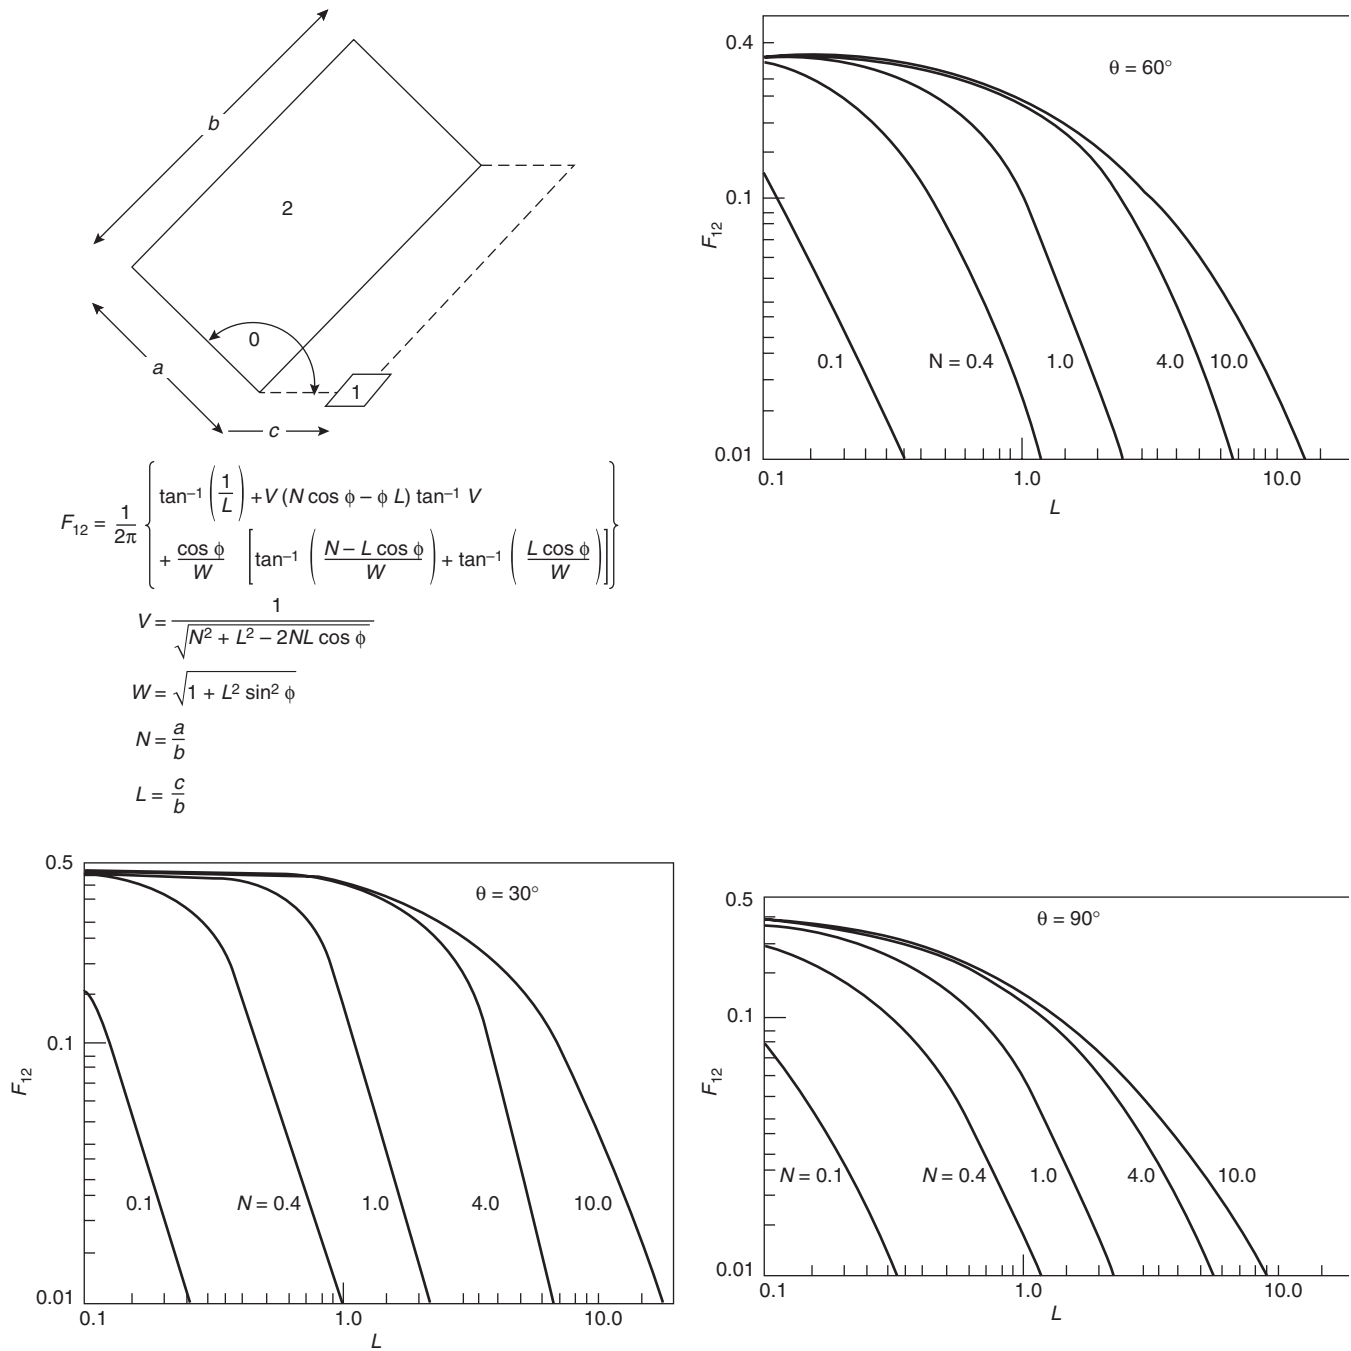 b
2
0
a
1
c
F₁₂ = 1/2π { tan⁻¹ (1/L) + V (N cos ϕ – ϕ L) tan⁻¹ V
+ cos ϕ/W [ tan⁻¹ ( N – L cos ϕ/W ) + tan⁻¹ ( L cos ϕ/W ) ] }
V = 1/√N² + L² – 2NL cos ϕ
W = √1 + L² sin² ϕ
N = a/b
L = c/b
θ = 60°
0.4
0.1
0.01
F₁₂
0.1
N = 0.4
1.0
4.0
10.0
0.1
1.0
10.0
L
θ = 30°
0.5
0.1
0.01
F₁₂
0.1
N = 0.4
1.0
4.0
10.0
0.1
1.0
10.0
L
θ = 90°
0.5
0.1
0.01
F₁₂
N = 0.1
N = 0.4
1.0
4.0
10.0
0.1
1.0
10.0
L